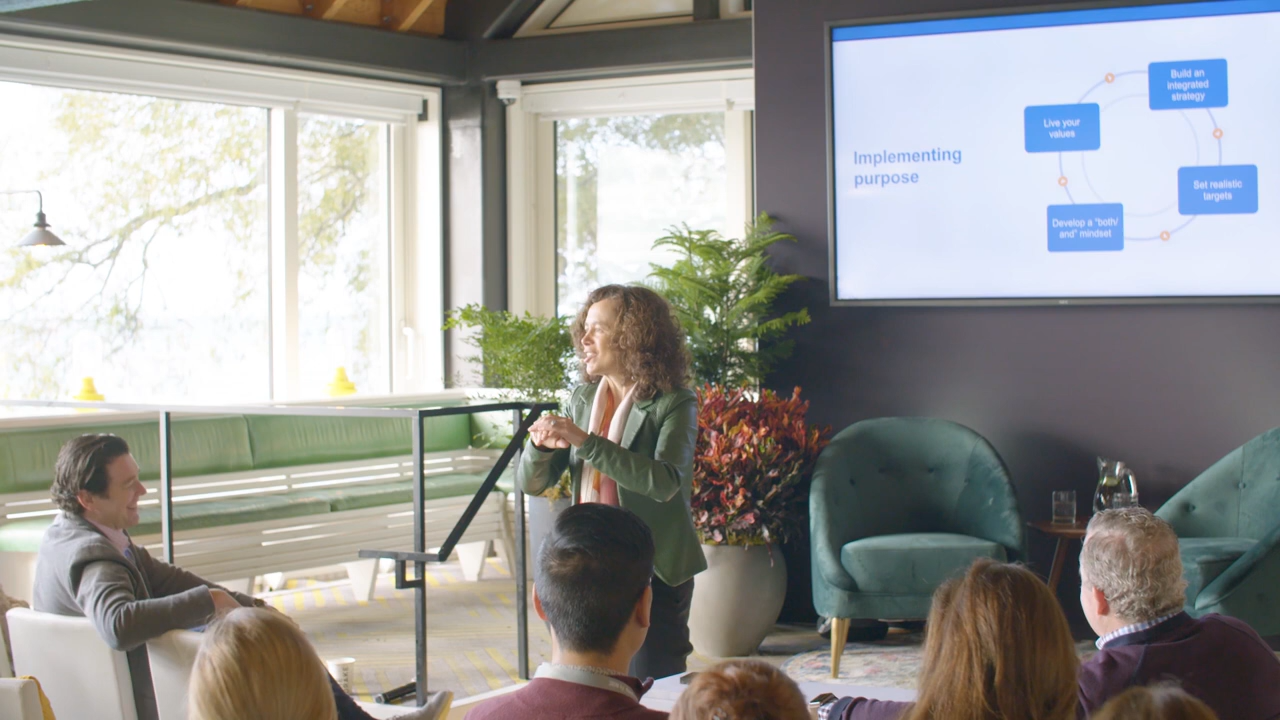 Implementing
purpose
Build an
integrated
strategy
Live your
values
Set realistic
targets
Develop a "both/
and" mindset